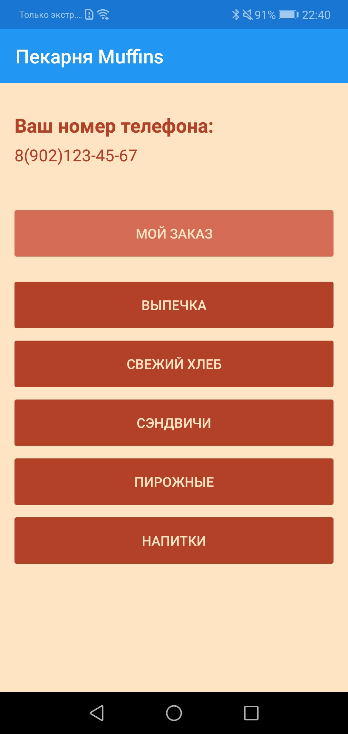 Только экстр... 91% 22:40
Пекарня Muffins
Ваш номер телефона:
8(902)123-45-67
МОЙ ЗАКАЗ
ВЫПЕЧКА
СВЕЖИЙ ХЛЕБ
СЭНДВИЧИ
ПИРОЖНЫЕ
НАПИТКИ